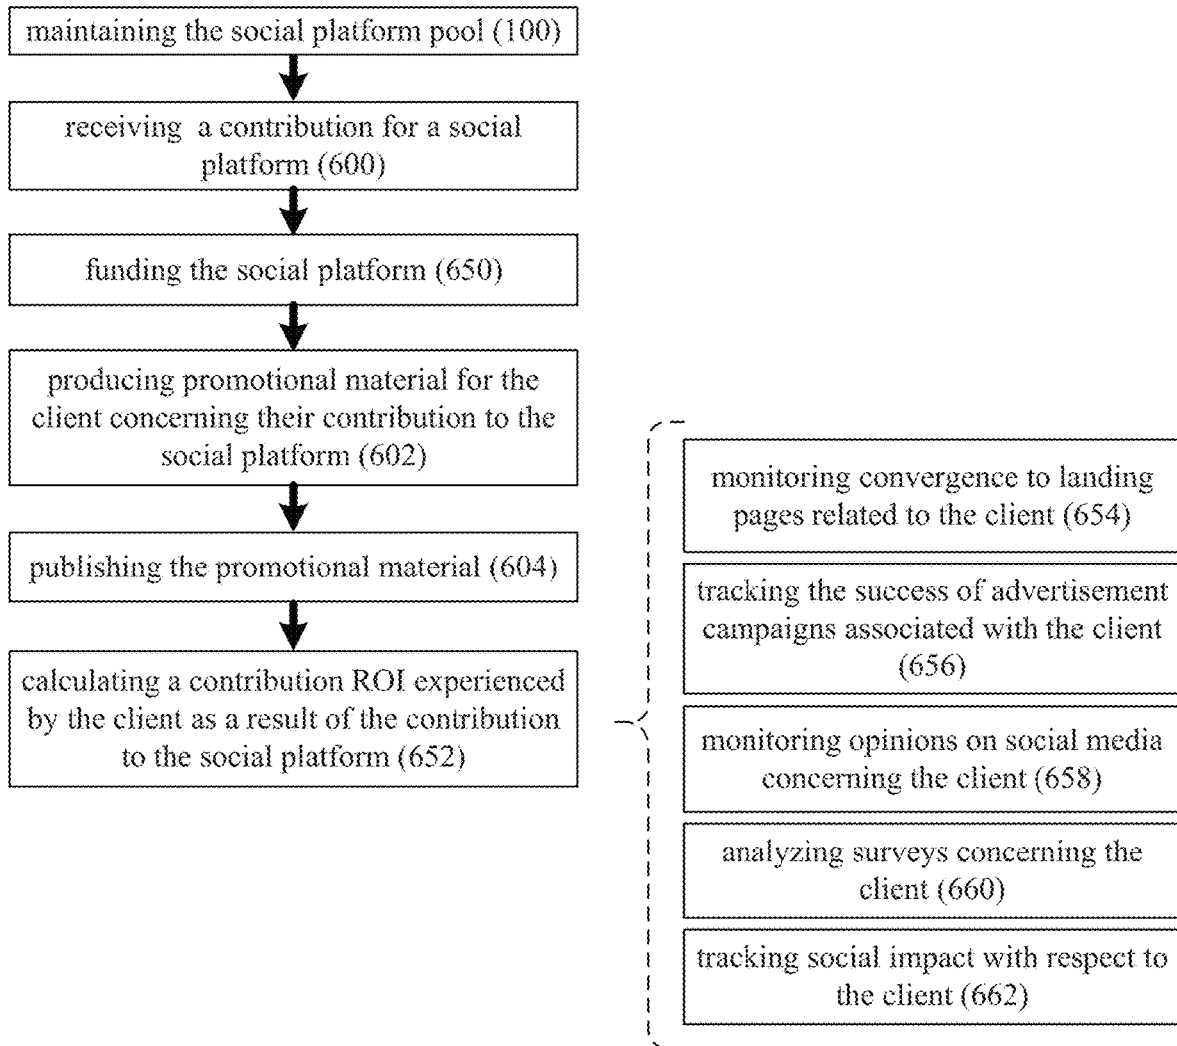 maintaining the social platform pool (100)
receiving a contribution for a social
platform (600)
funding the social platform (650)
producing promotional material for the
client concerning their contribution to the
social platform (602)
publishing the promotional material (604)
calculating a contribution ROI experienced
by the client as a result of the contribution
to the social platform (652)
monitoring convergence to landing
pages related to the client (654)
tracking the success of advertisement
campaigns associated with the client
(656)
monitoring opinions on social media
concerning the client (658)
analyzing surveys concerning the
client (660)
tracking social impact with respect to
the client (662)